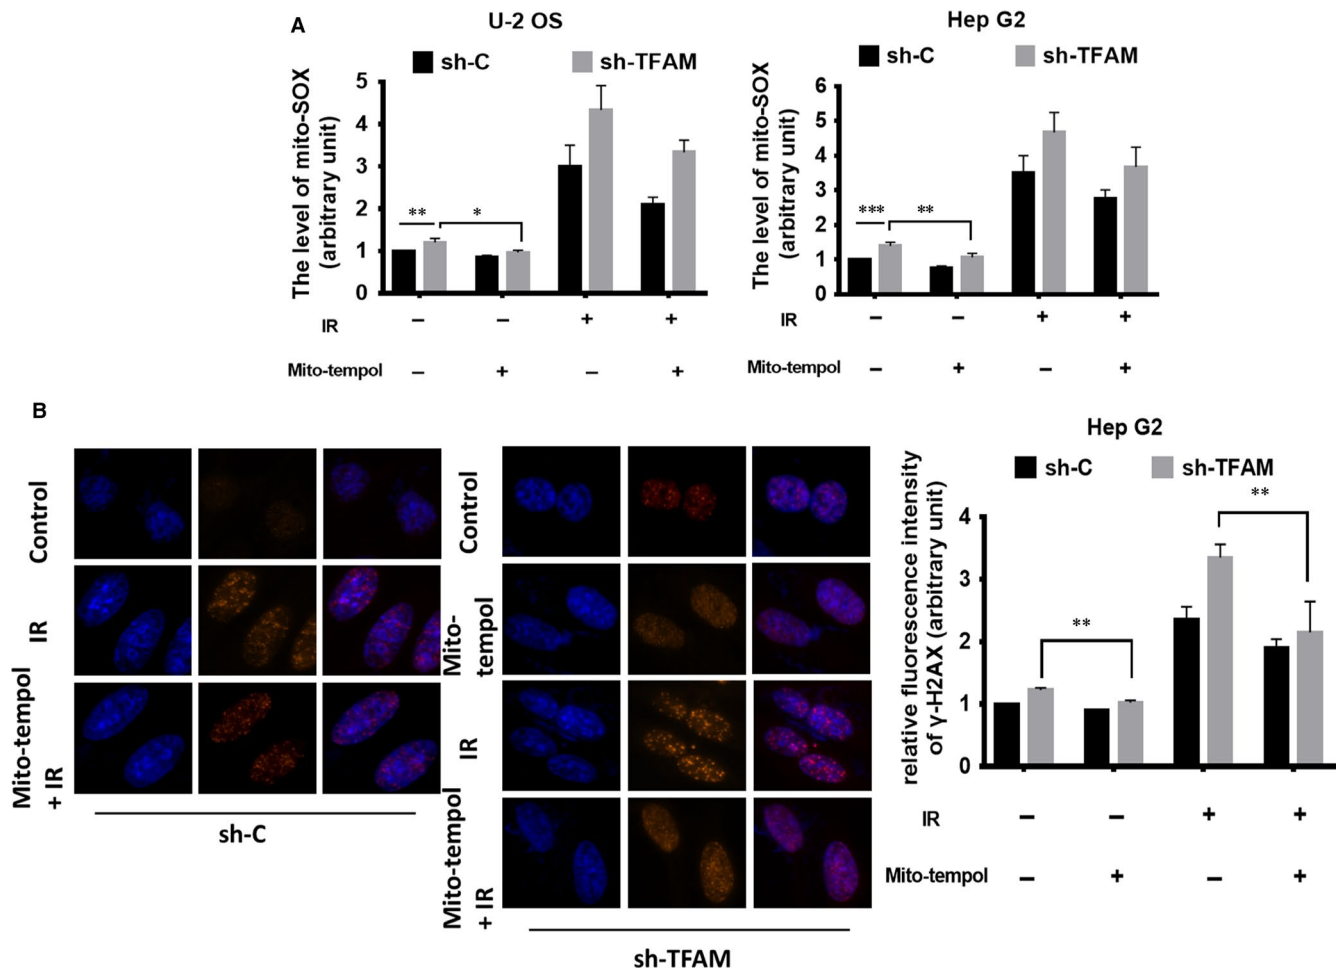 A
U-2 OS
sh-C
sh-TFAM
The level of mito-SOX
(arbitrary unit)
5
4
3
2
1
0
**
*
IR
– – + +
Mito-tempol
– + – +
Hep G2
sh-C
sh-TFAM
The level of mito-SOX
(arbitrary unit)
6
5
4
3
2
1
0
***
**
IR
– – + +
Mito-tempol
– + – +
B
Control
IR
Mito-tempol
+ IR
sh-C
Control
Mito-
tempol
IR
Mito-tempol
+ IR
sh-TFAM
Hep G2
sh-C
sh-TFAM
relative fluorescence intensity
of γ-H2AX (arbitrary unit)
4
3
2
1
0
**
**
IR
– – + +
Mito-tempol
– + – +